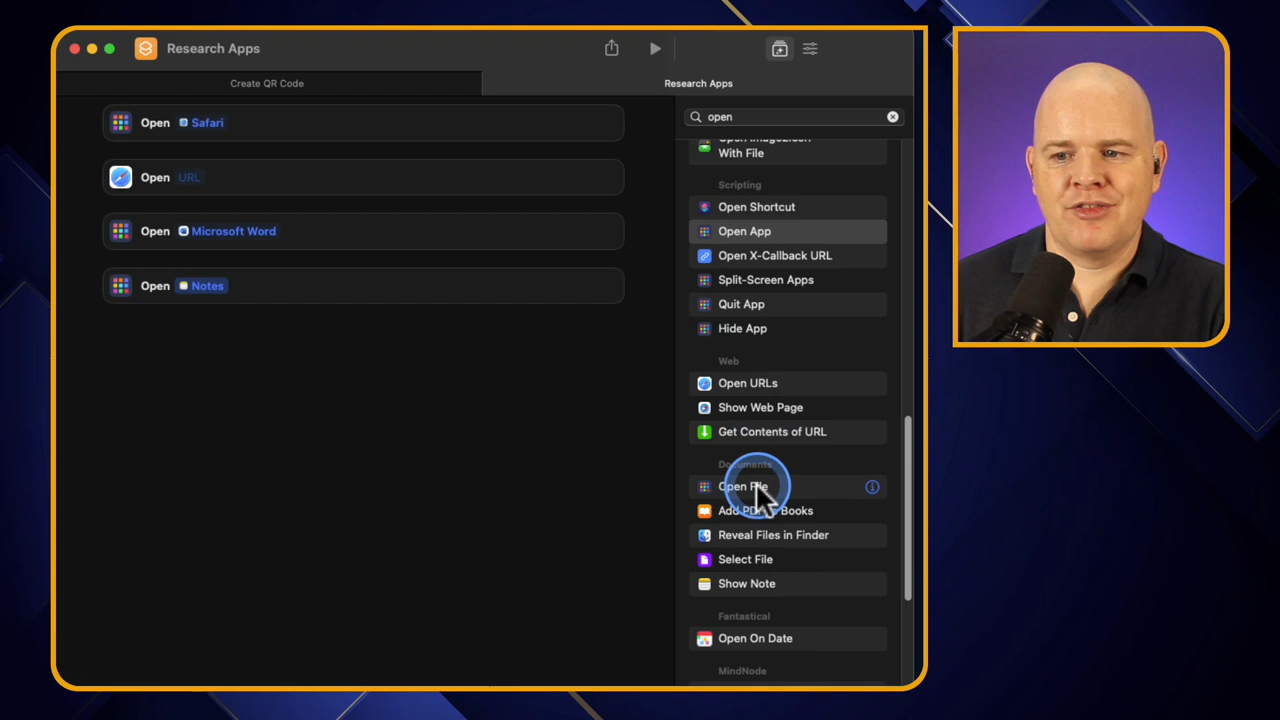 Research Apps
Create QR Code
Research Apps
Open Safari
Open URL
Open Microsoft Word
Open Notes
open
With File
Scripting
Open Shortcut
Open App
Open X-Callback URL
Split-Screen Apps
Quit App
Hide App
Web
Open URLs
Show Web Page
Get Contents of URL
Documents
Open File
Books
Reveal Files in Finder
Select File
Show Note
Fantastical
Open On Date
MindNode